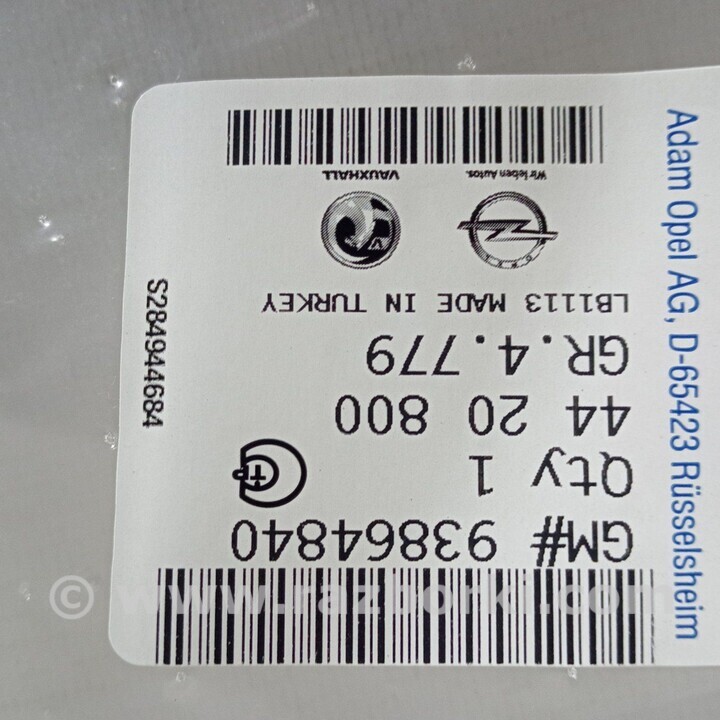 GM# 93864840
Qty 1
44 20 800
GR.4.779
LB1113 MADE IN TURKEY
OPEL
Wir leben Autos.
VAUXHALL
S284944684
Adam Opel AG, D-65423 Rüsselsheim
© www.razborki.com